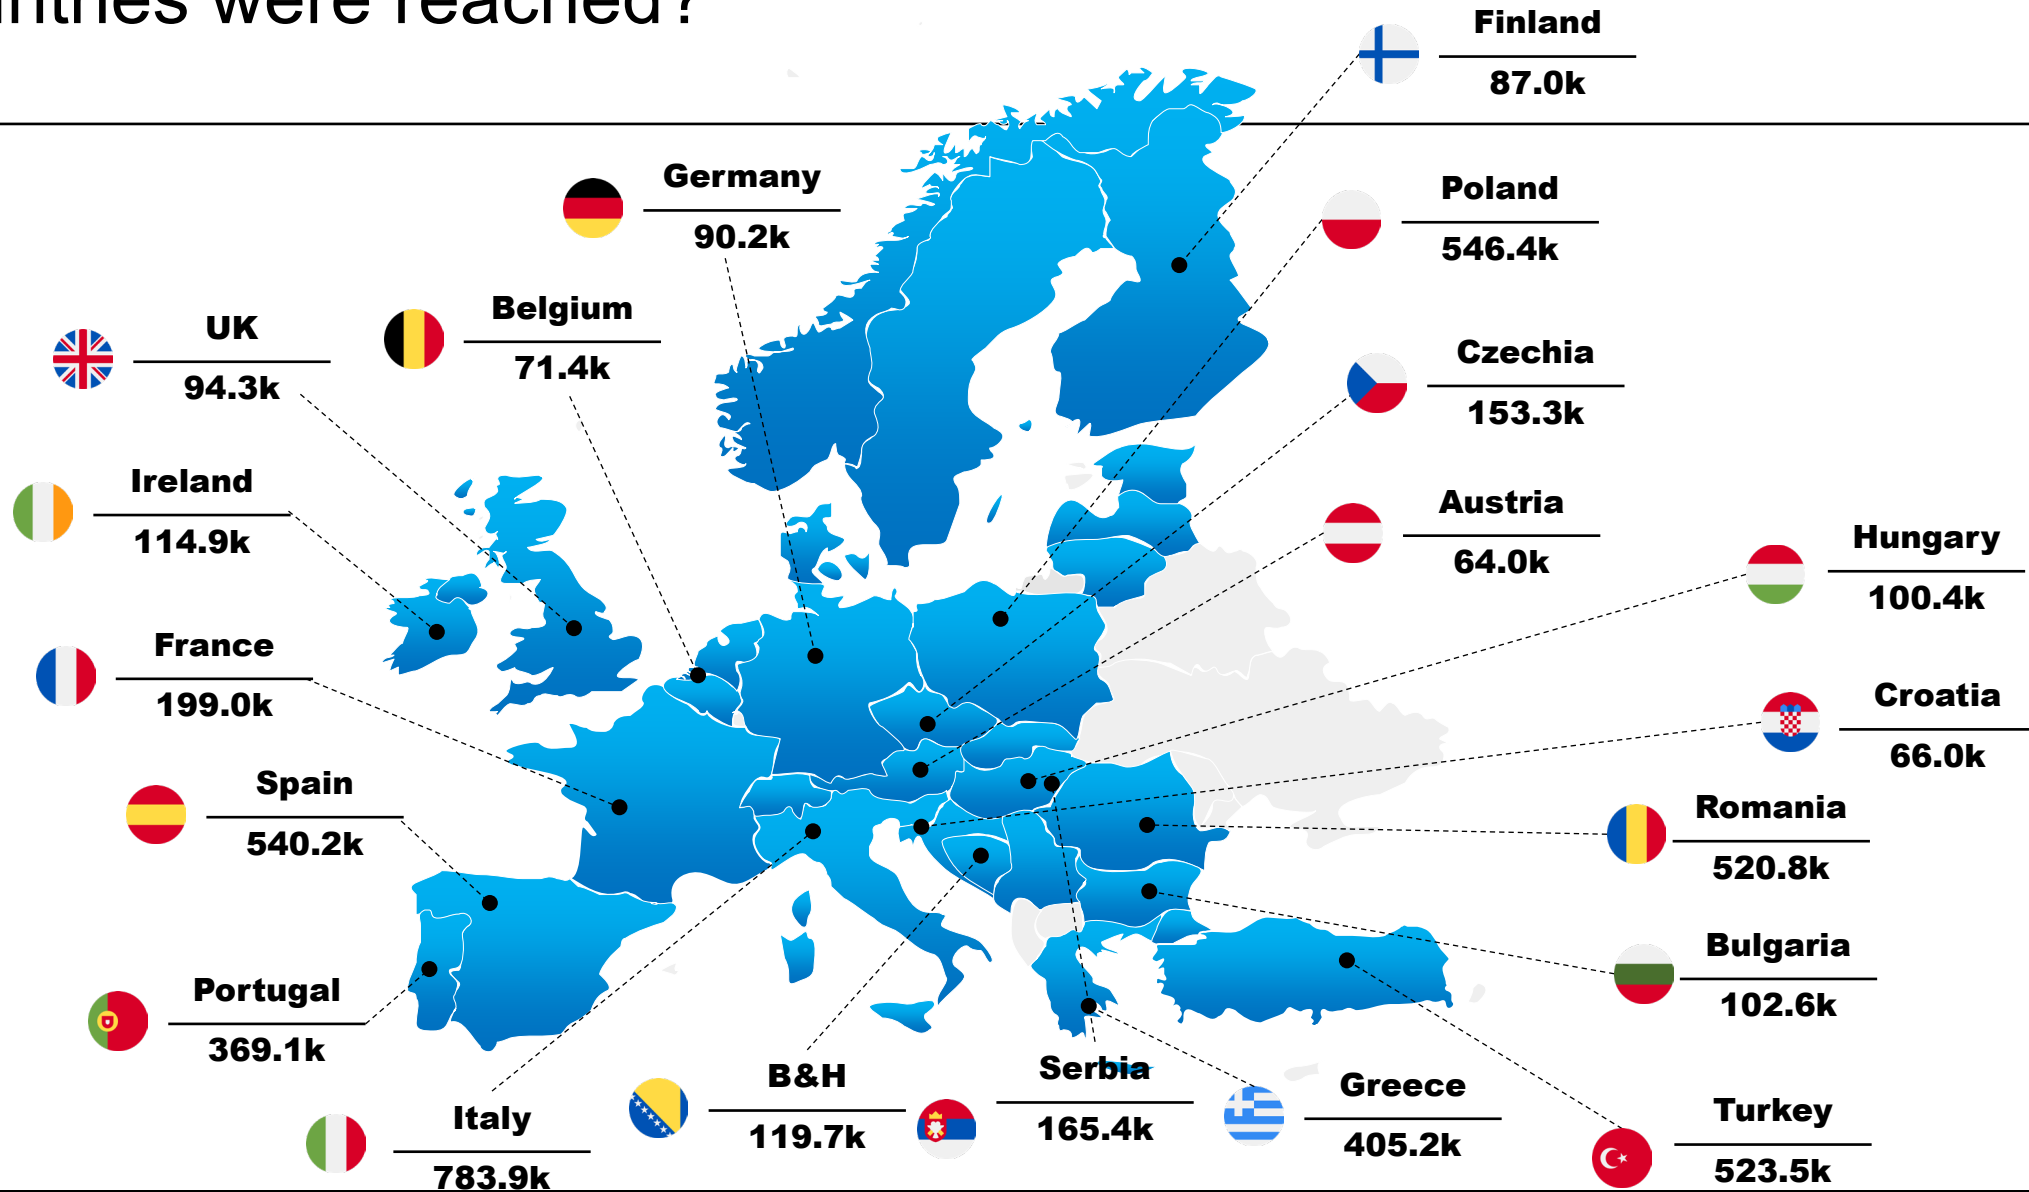 were reached?
Finland
87.0k
Germany
90.2k
Poland
546.4k
UK
94.3k
Belgium
71.4k
Czechia
153.3k
Ireland
114.9k
Austria
64.0k
Hungary
100.4k
France
199.0k
Croatia
66.0k
Spain
540.2k
Romania
520.8k
Portugal
369.1k
Bulgaria
102.6k
Italy
783.9k
B&H
119.7k
Serbia
165.4k
Greece
405.2k
Turkey
523.5k